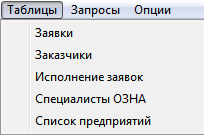 Таблицы Запросы Опции
Заявки
Заказчики
Исполнение заявок
Специалисты ОЗНА
Список предприятий